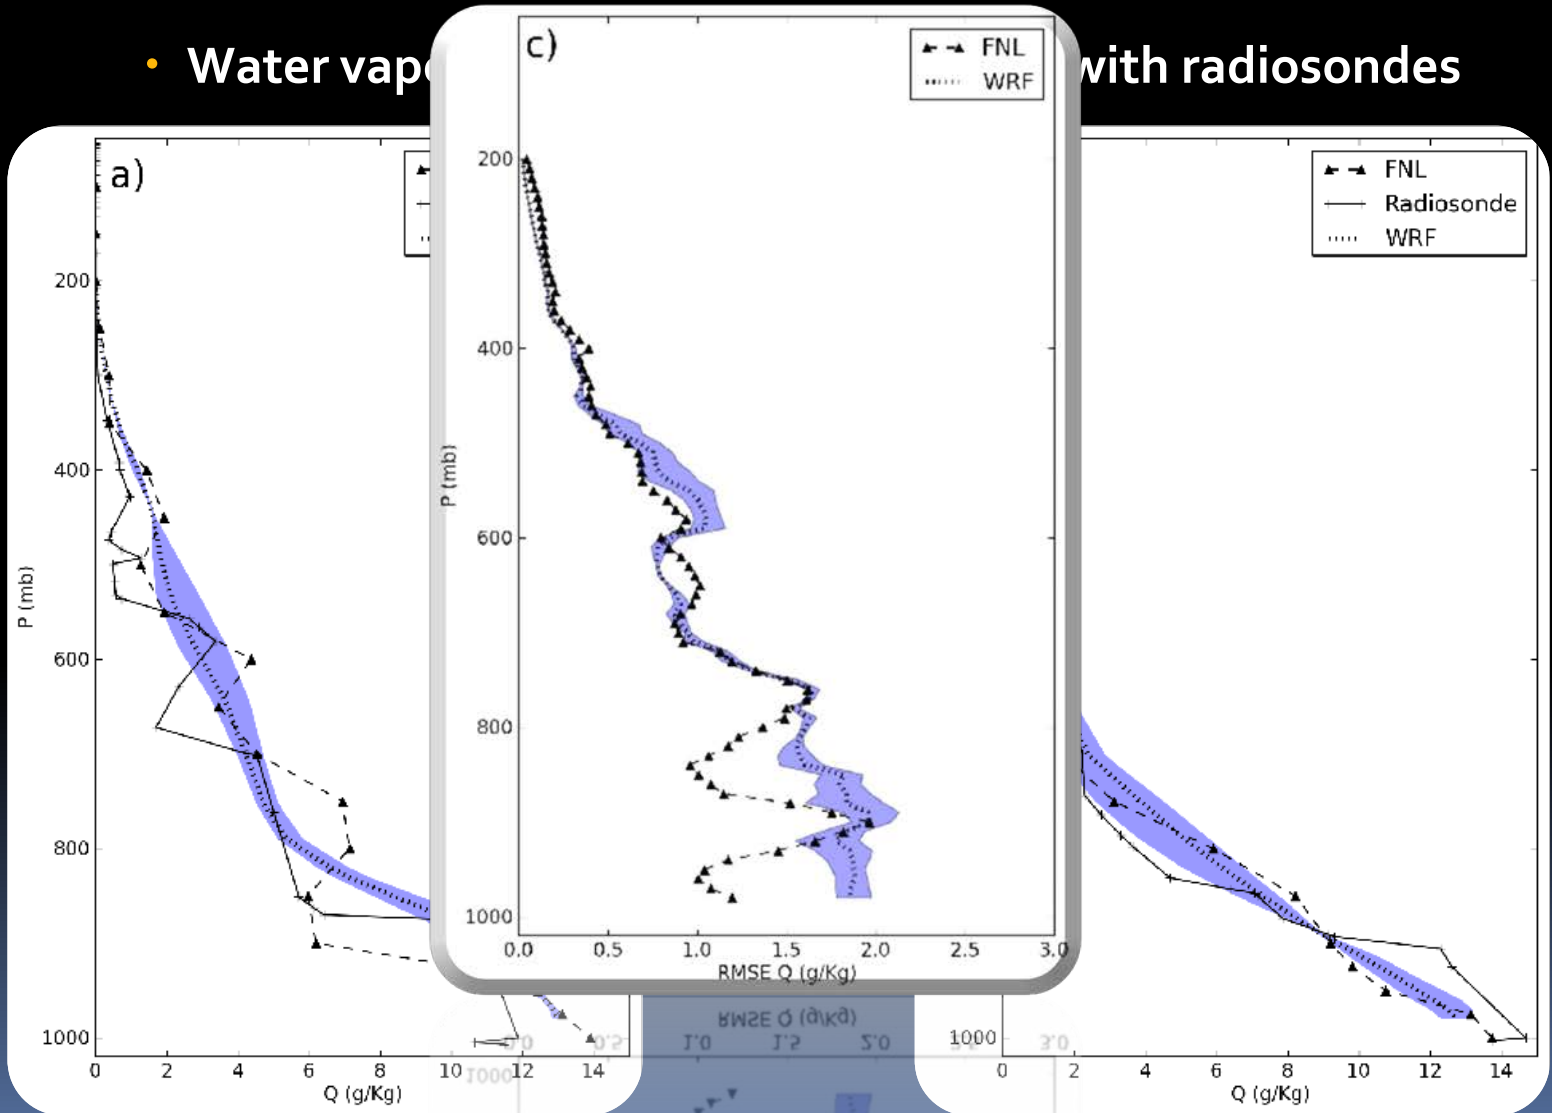 • Water vap
with radiosondes
c)
FNL
WRF
200
400
600
800
1000
P (mb)
0.0 0.5 1.0 1.5 2.0 2.5 3.0
RMSE Q (g/Kg)
a)
200
400
600
800
1000
P (mb)
0 2 4 6 8 10 12 14
Q (g/Kg)
FNL
Radiosonde
WRF
1000
0 2 4 6 8 10 12 14
Q (g/Kg)